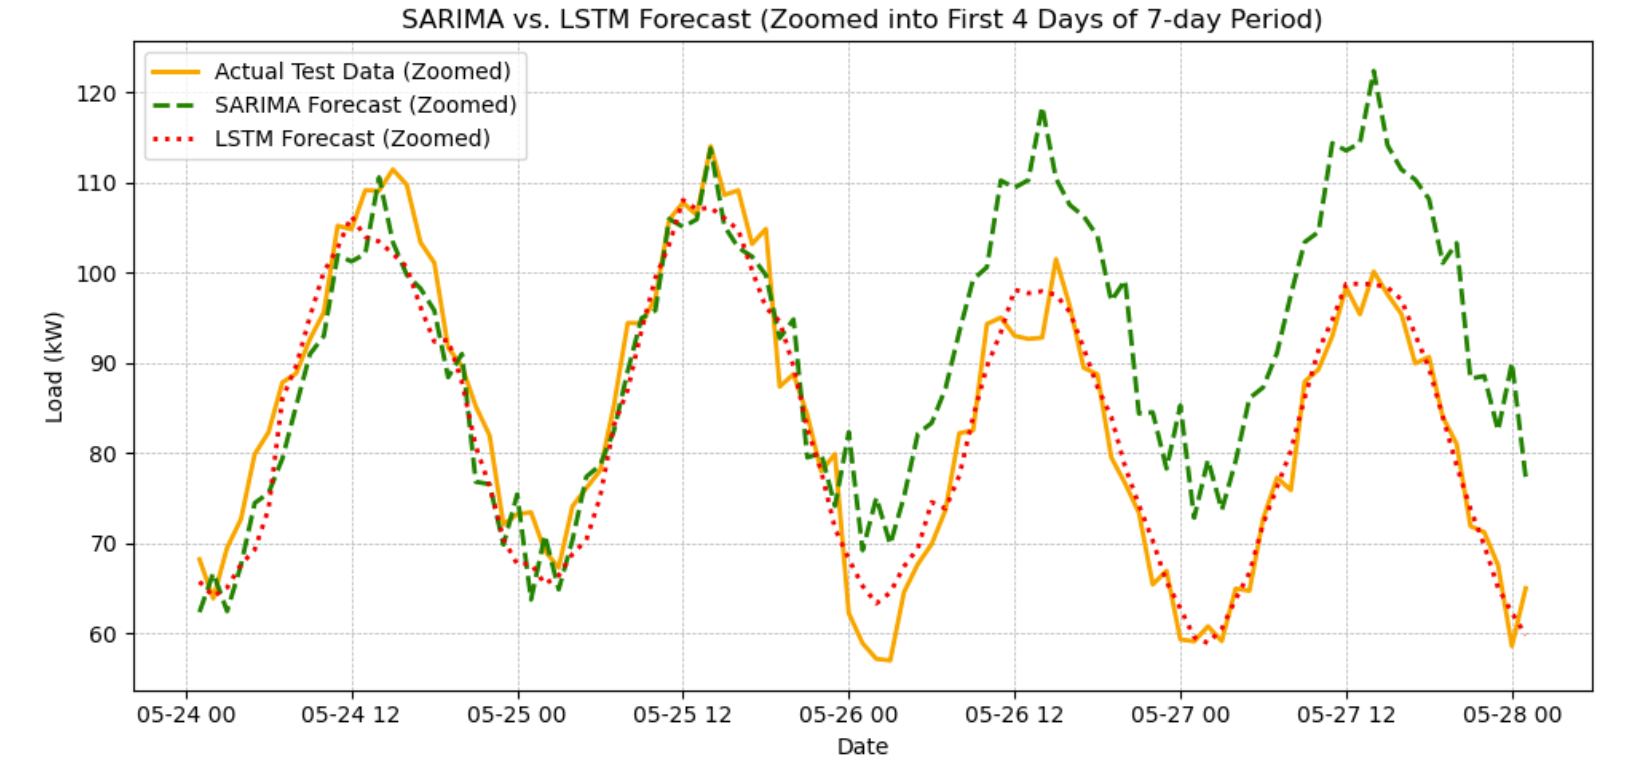 SARIMA vs. LSTM Forecast (Zoomed into First 4 Days of 7-day Period)
Actual Test Data (Zoomed)
SARIMA Forecast (Zoomed)
LSTM Forecast (Zoomed)
120
110
100
90
80
70
60
Load (kW)
05-24 00
05-24 12
05-25 00
05-25 12
05-26 00
05-26 12
05-27 00
05-27 12
05-28 00
Date